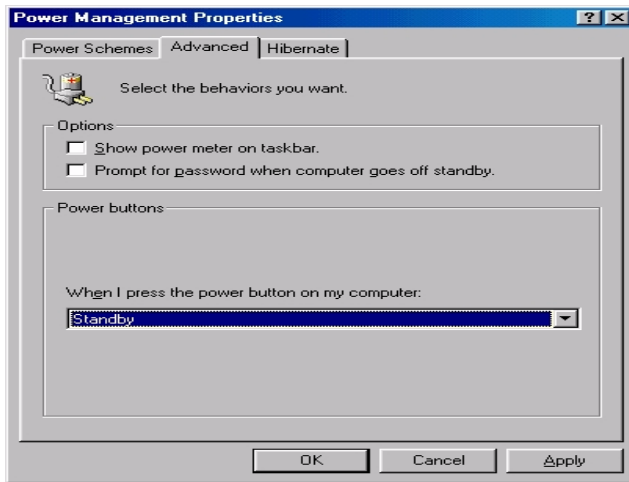 Power Management Properties
Power Schemes Advanced Hibernate
Select the behaviors you want.
Options
Show power meter on taskbar.
Prompt for password when computer goes off standby.
Power buttons
When I press the power button on my computer:
Standby
OK Cancel Apply